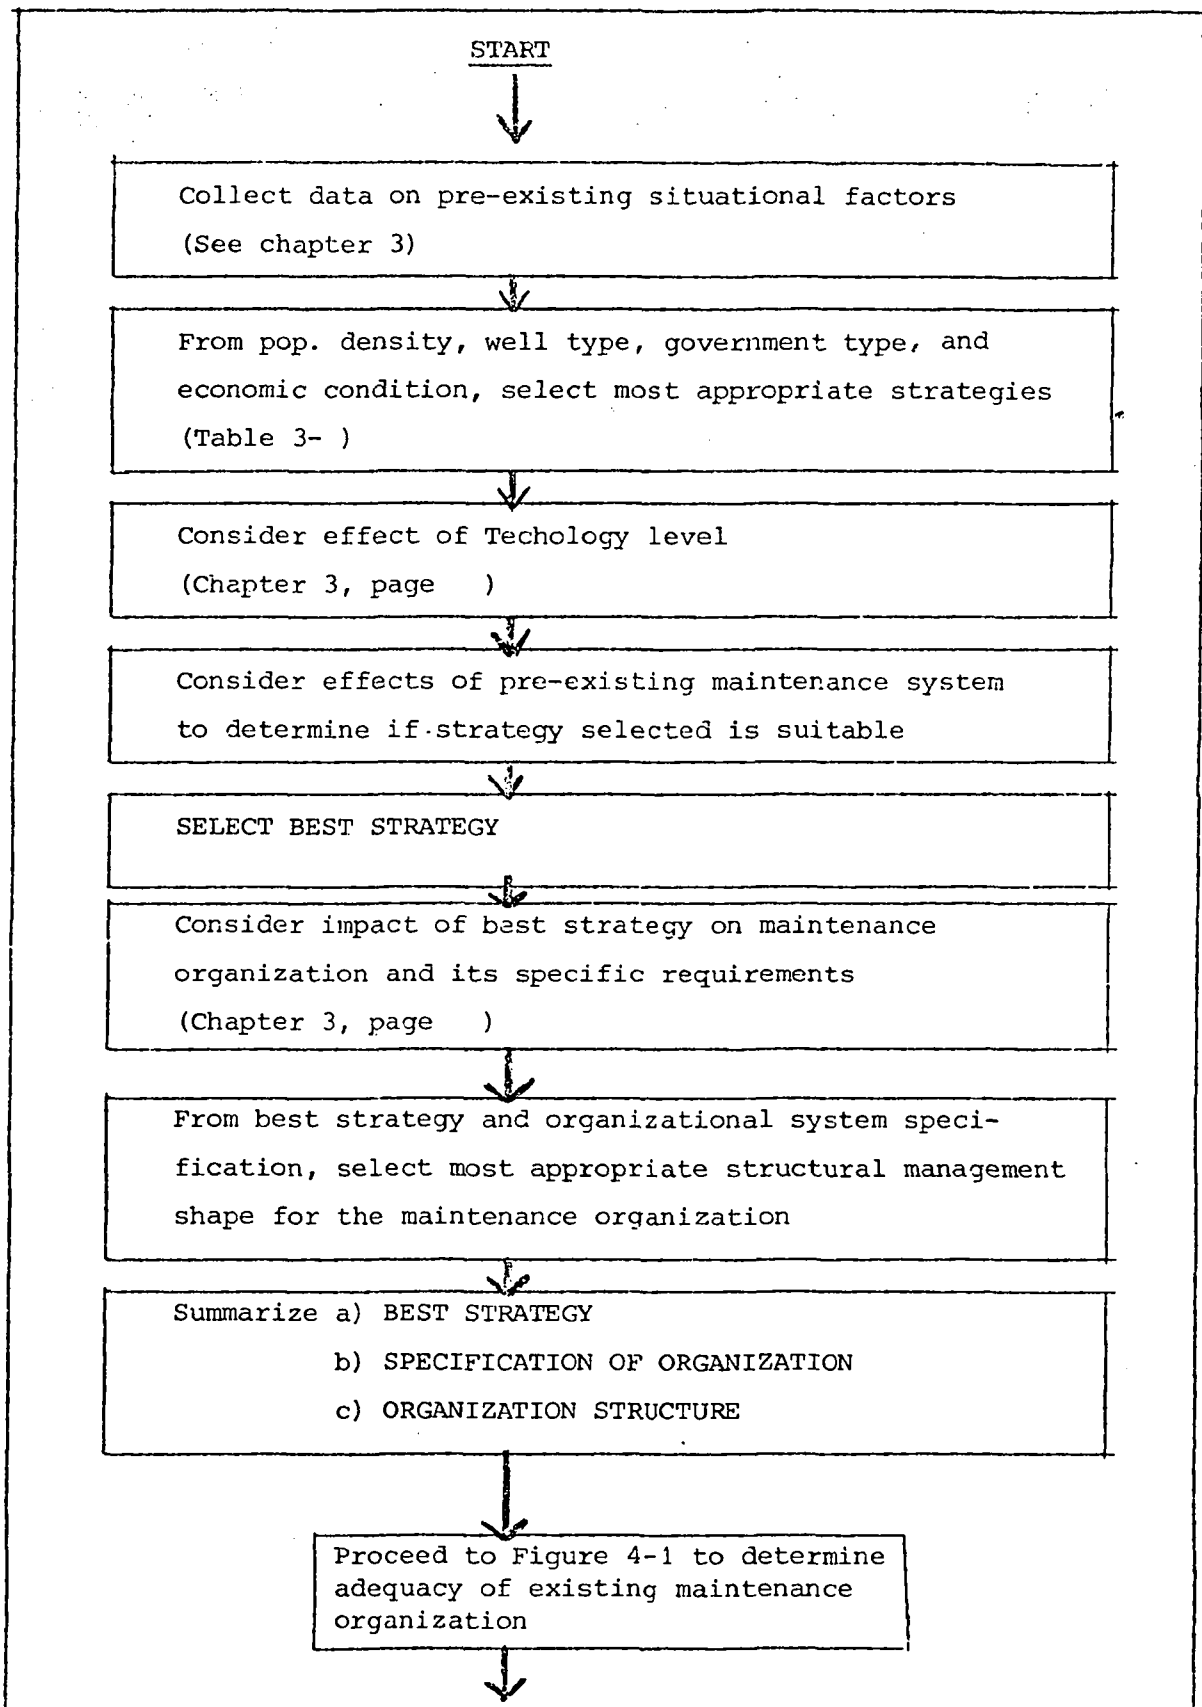 START
Collect data on pre-existing situational factors
(See chapter 3)
From pop. density, well type, government type, and
economic condition, select most appropriate strategies
(Table 3- )
Consider effect of Techology level
(Chapter 3, page    )
Consider effects of pre-existing maintenance system
to determine if strategy selected is suitable
SELECT BEST STRATEGY
Consider impact of best strategy on maintenance
organization and its specific requirements
(Chapter 3, page    )
From best strategy and organizational system speci-
fication, select most appropriate structural management
shape for the maintenance organization
Summarize a) BEST STRATEGY
b) SPECIFICATION OF ORGANIZATION
c) ORGANIZATION STRUCTURE
Proceed to Figure 4-1 to determine
adequacy of existing maintenance
organization